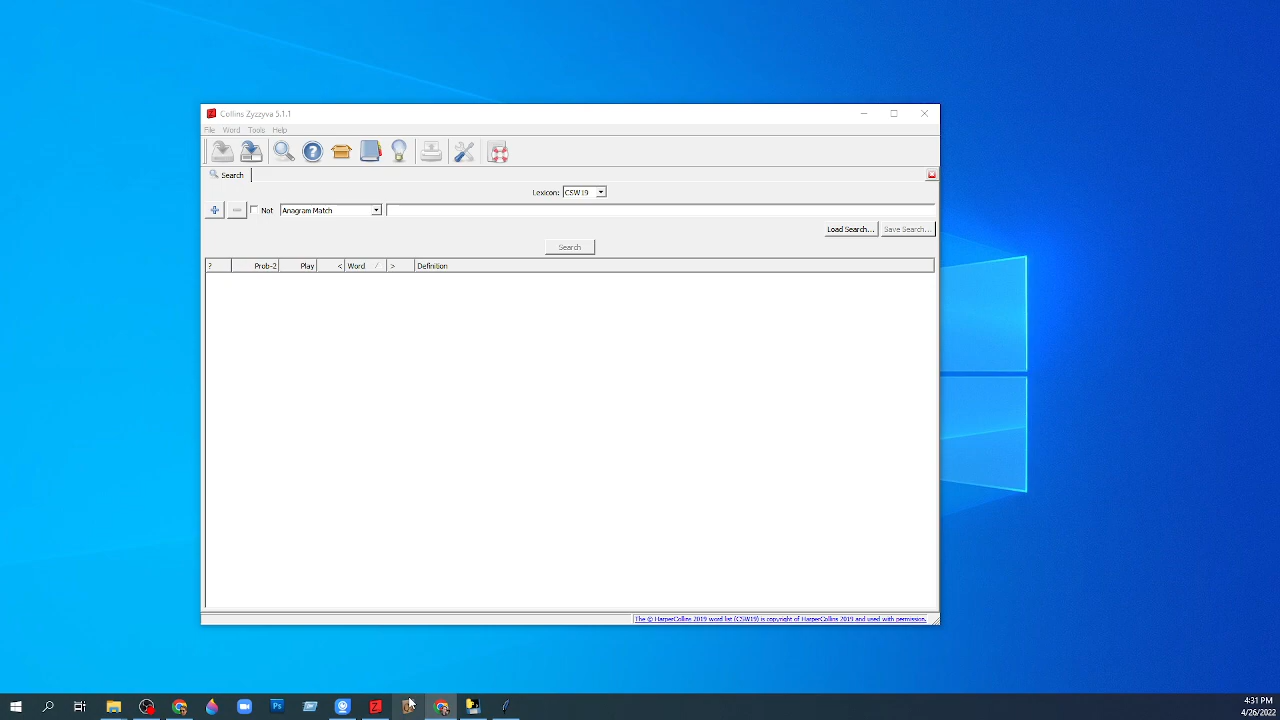 Collins Zyzzyva 5.1.1
File Word Tools Help
Search
Lexicon: CSW19
Not Anagram Match
Load Search... Save Search...
Search
? Prob-2 Play < Word / > Definition
The © HarperCollins 2019 word list (CSW19) is copyright of HarperCollins 2019 and used with permission.
Ps Z
4:31 PM
4/26/2022